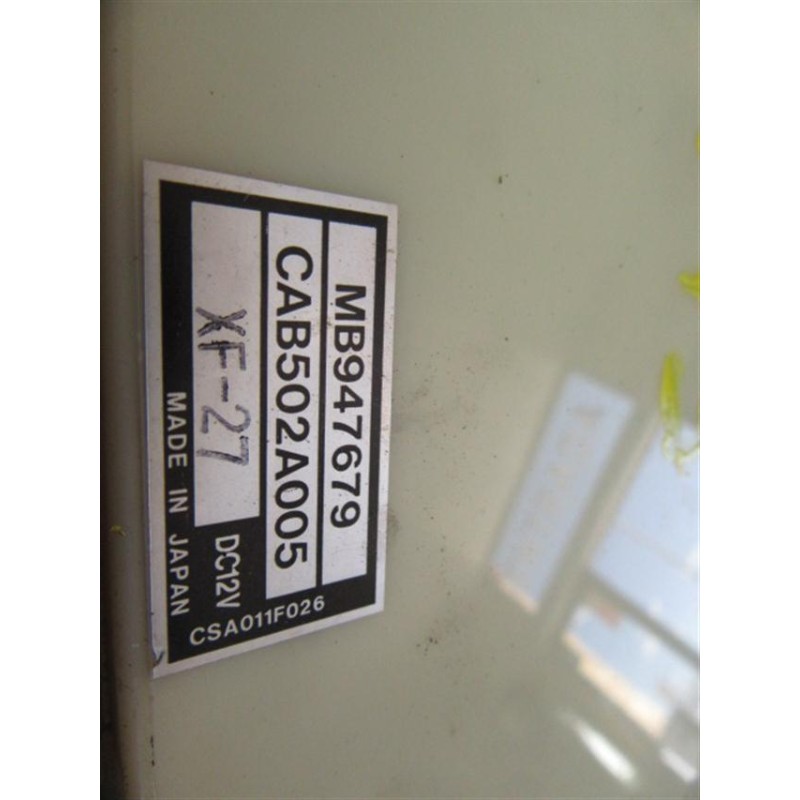 MB947679
CAB502A005
XF-27
DC12V
MADE IN JAPAN
CSA011F026